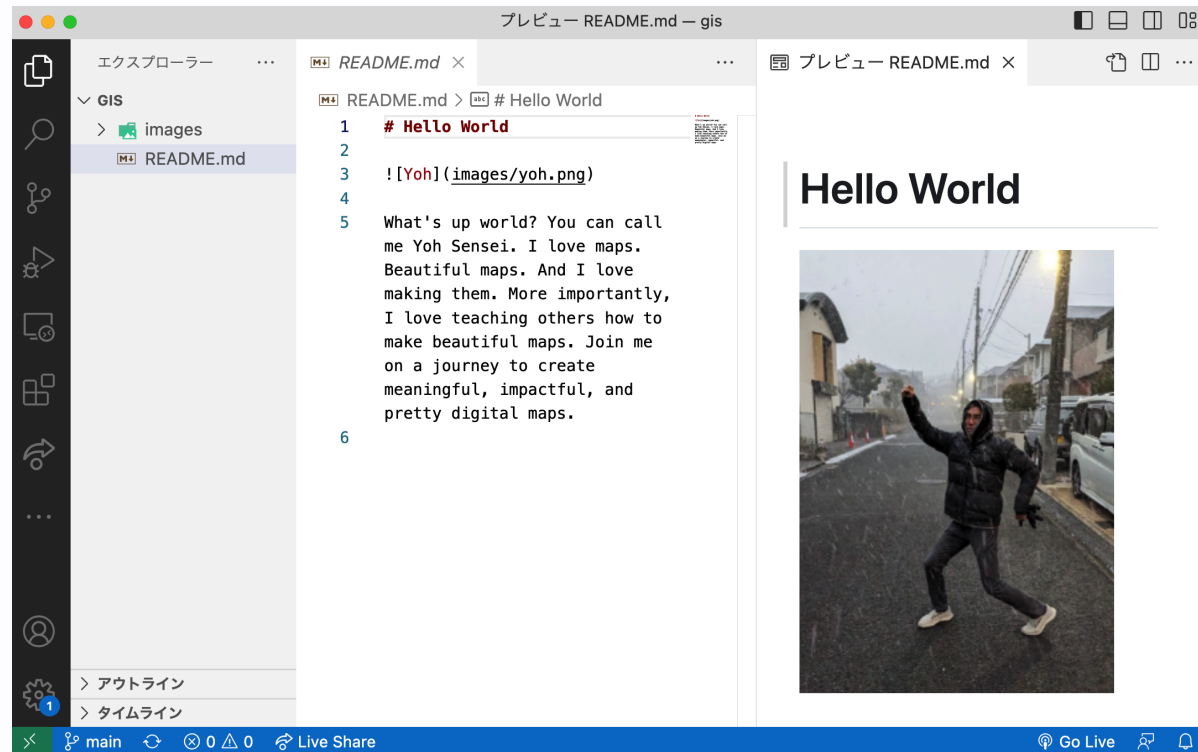 プレビュー README.md — gis
エクスプローラー
GIS
images
README.md
アウトライン
タイムライン
README.md
README.md > # Hello World
1 # Hello World
2
3 ![Yoh](images/yoh.png)
4
5 What's up world? You can call
me Yoh Sensei. I love maps.
Beautiful maps. And I love
making them. More importantly,
I love teaching others how to
make beautiful maps. Join me
on a journey to create
meaningful, impactful, and
pretty digital maps.
6
プレビュー README.md
Hello World
1
main 0 0 Live Share Go Live